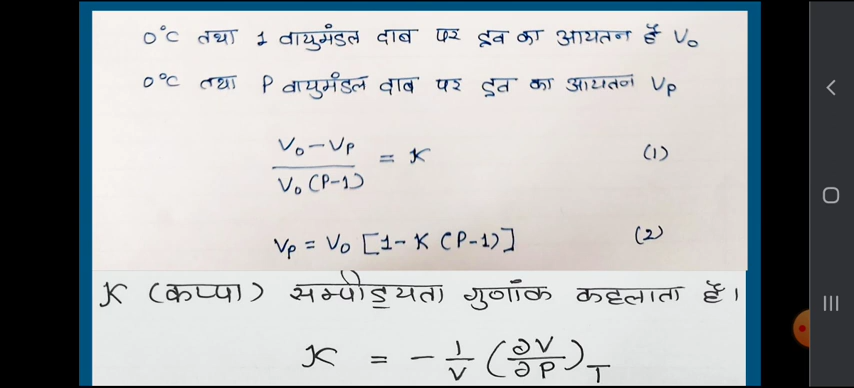 0°C तथा 1 वायुमंडल दाब पर द्रव का आयतन है V₀
0°C तथा P वायुमंडल दाब पर द्रव का आयतन Vₚ
(V₀-Vₚ)/(V₀(P-1)) = K (1)
Vₚ = V₀ [1-K (P-1)] (2)
K (कप्पा) सम्पीड्यता गुणांक कहलाता है।
K = -1/V (∂V/∂P)_T